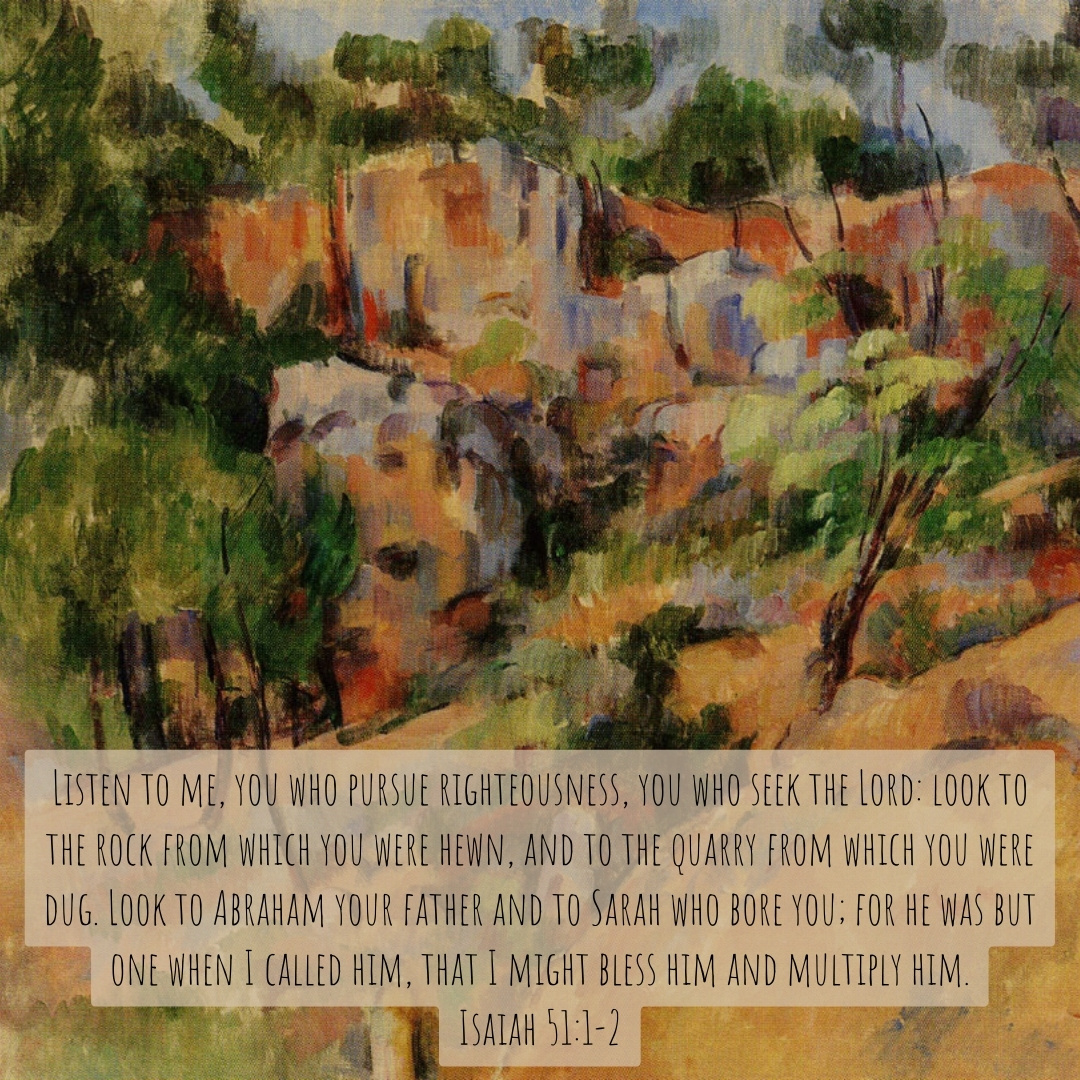 Listen to me, you who pursue righteousness, you who seek the Lord: look to
the rock from which you were hewn, and to the quarry from which you were
dug. Look to Abraham your father and to Sarah who bore you; for he was but
one when I called him, that I might bless him and multiply him.
Isaiah 51:1-2